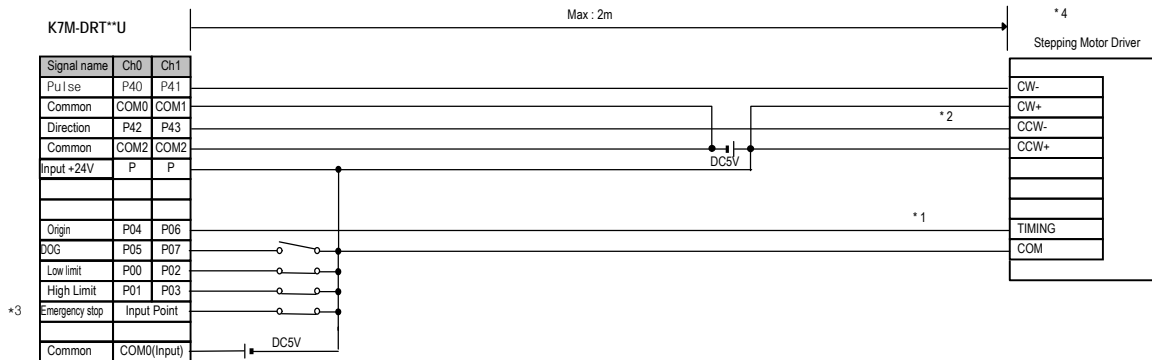 Max : 2m
* 4
K7M-DRT**U
Stepping Motor Driver
Signal name Ch0 Ch1
Pulse P40 P41
CW-
Common COM0 COM1
CW+
* 2
Direction P42 P43
CCW-
Common COM2 COM2
CCW+
DC5V
Input +24V P P
* 1
Origin P04 P06
TIMING
DOG P05 P07
COM
Low limit P00 P02
High Limit P01 P03
*3 Emergency stop Input Point
DC5V
Common COM0(Input)